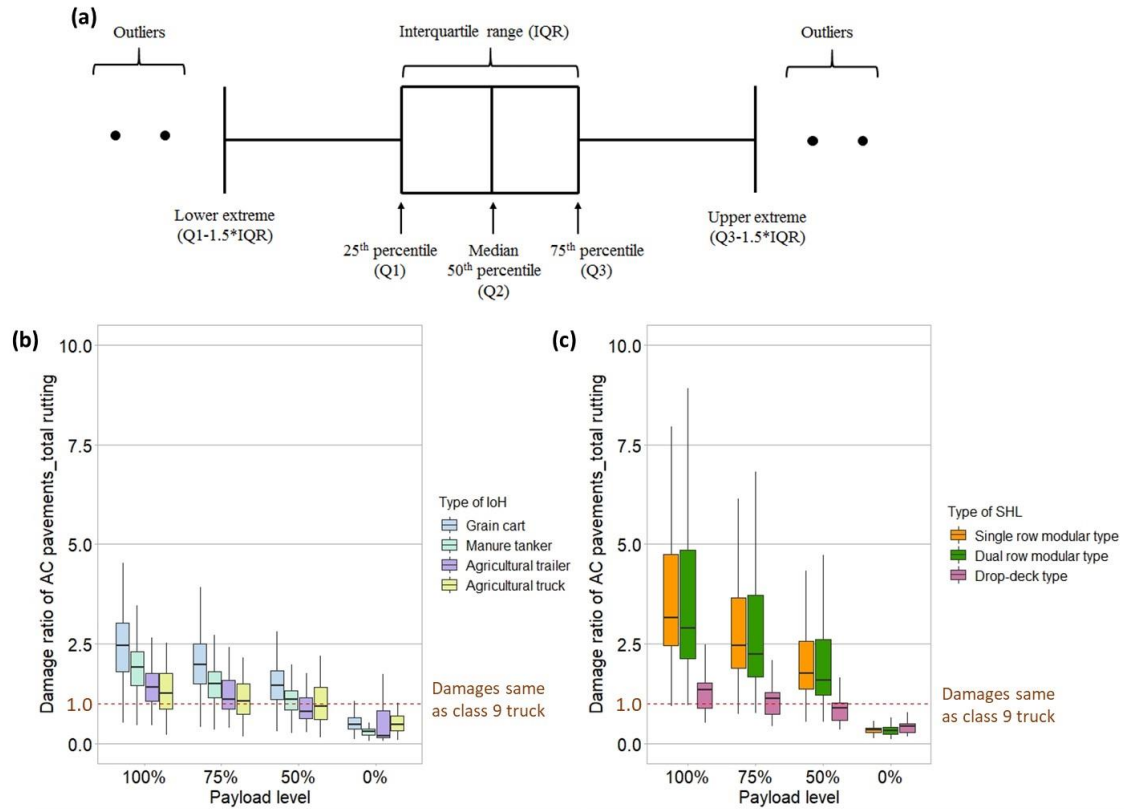 (a)
Outliers
Interquartile range (IQR)
Outliers
Lower extreme
(Q1-1.5*IQR)
25th percentile
(Q1)
Median
50th percentile
(Q2)
75th percentile
(Q3)
Upper extreme
(Q3-1.5*IQR)
(b)
Damage ratio of AC pavements_total rutting
10.0
7.5
5.0
2.5
1.0
0.0
100%
75%
50%
0%
Payload level
Type of IoH
Grain cart
Manure tanker
Agricultural trailer
Agricultural truck
Damages same
as class 9 truck
(c)
Damage ratio of AC pavements_total rutting
10.0
7.5
5.0
2.5
1.0
0.0
100%
75%
50%
0%
Payload level
Type of SHL
Single row modular type
Dual row modular type
Drop-deck type
Damages same
as class 9 truck